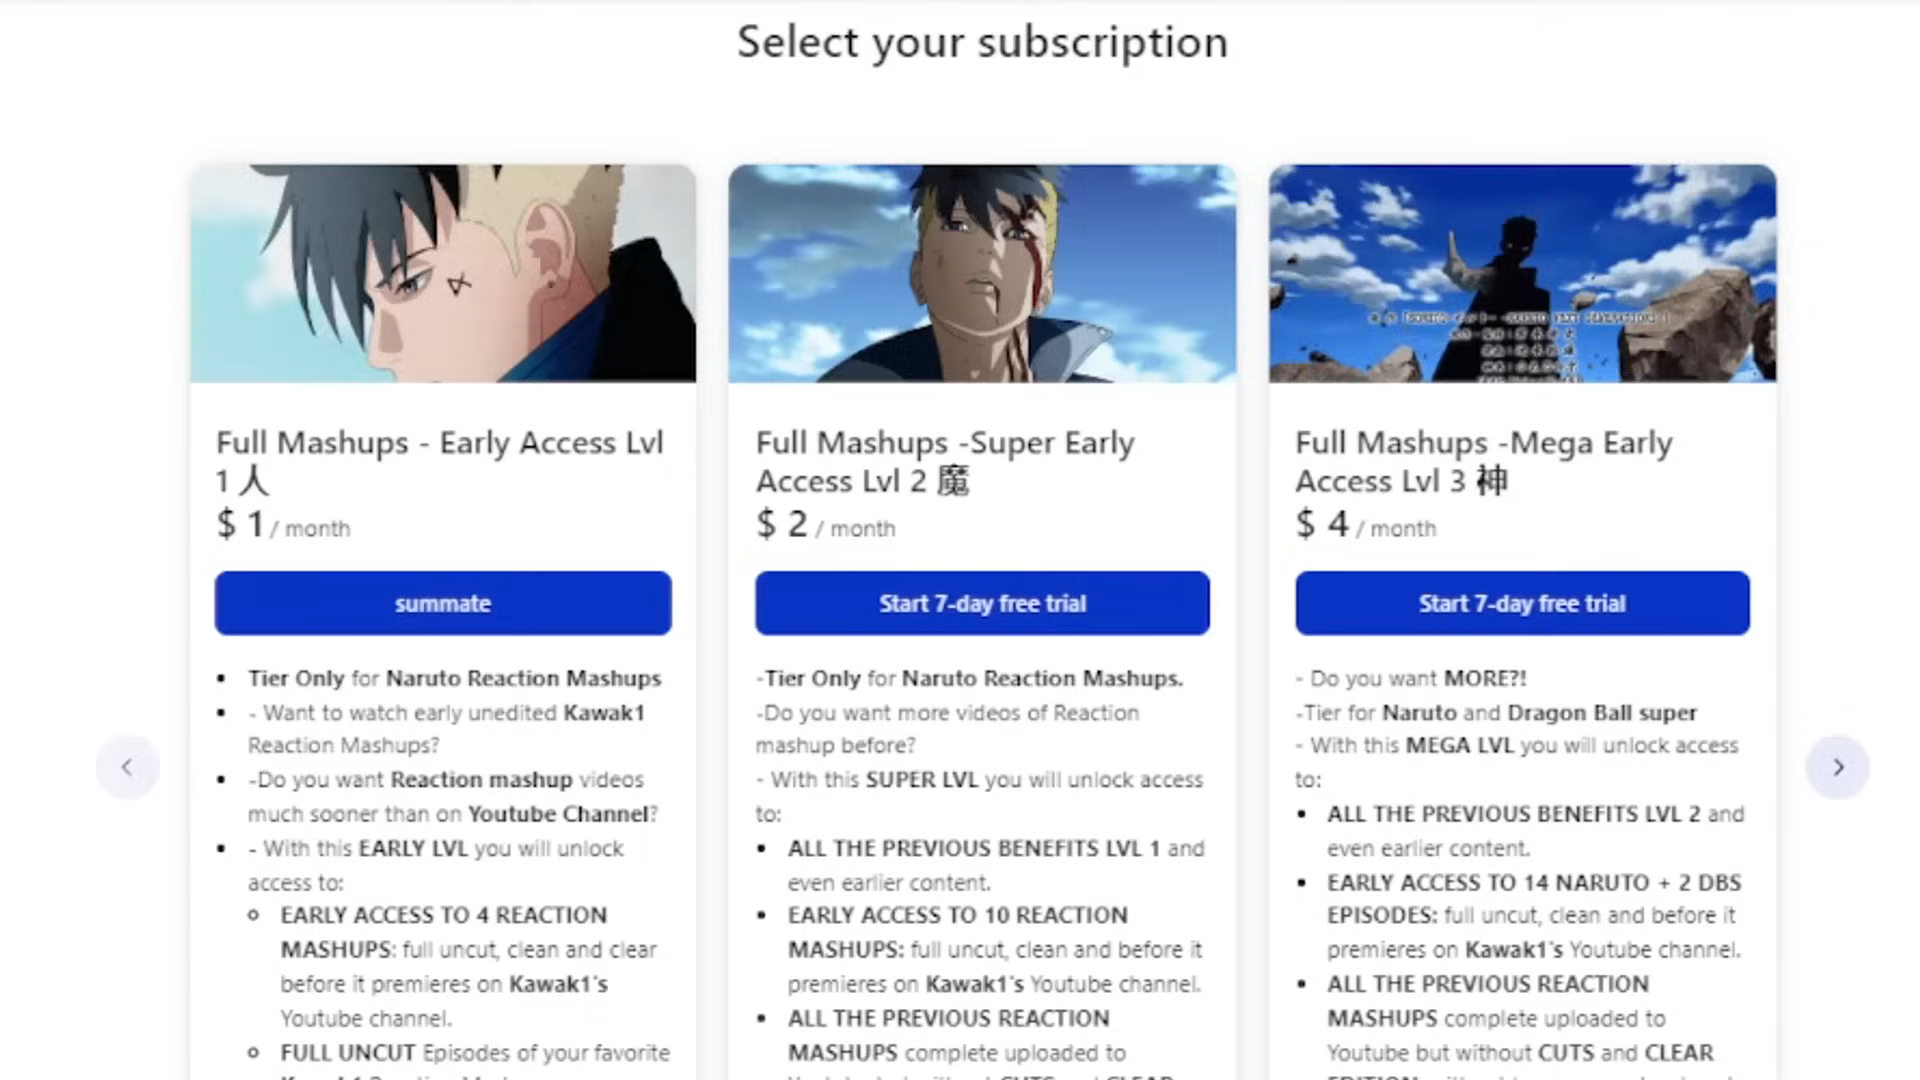 Select your subscription
Full Mashups - Early Access Lvl
1 人
$ 1 / month
summate
• Tier Only for Naruto Reaction Mashups
• - Want to watch early unedited Kawak1
Reaction Mashups?
• -Do you want Reaction mashup videos
much sooner than on Youtube Channel?
• - With this EARLY LVL you will unlock
access to:
EARLY ACCESS TO 4 REACTION
MASHUPS: full uncut, clean and clear
before it premieres on Kawak1's
Youtube channel.
FULL UNCUT Episodes of your favorite
Full Mashups -Super Early
Access Lvl 2 魔
$ 2 / month
Start 7-day free trial
-Tier Only for Naruto Reaction Mashups.
-Do you want more videos of Reaction
mashup before?
- With this SUPER LVL you will unlock access
to:
• ALL THE PREVIOUS BENEFITS LVL 1 and
even earlier content.
• EARLY ACCESS TO 10 REACTION
MASHUPS: full uncut, clean and before it
premieres on Kawak1's Youtube channel.
• ALL THE PREVIOUS REACTION
MASHUPS complete uploaded to
Full Mashups -Mega Early
Access Lvl 3 神
$ 4 / month
Start 7-day free trial
- Do you want MORE?!
-Tier for Naruto and Dragon Ball super
- With this MEGA LVL you will unlock access
to:
• ALL THE PREVIOUS BENEFITS LVL 2 and
even earlier content.
• EARLY ACCESS TO 14 NARUTO + 2 DBS
EPISODES: full uncut, clean and before it
premieres on Kawak1's Youtube channel.
• ALL THE PREVIOUS REACTION
MASHUPS complete uploaded to
Youtube but without CUTS and CLEAR